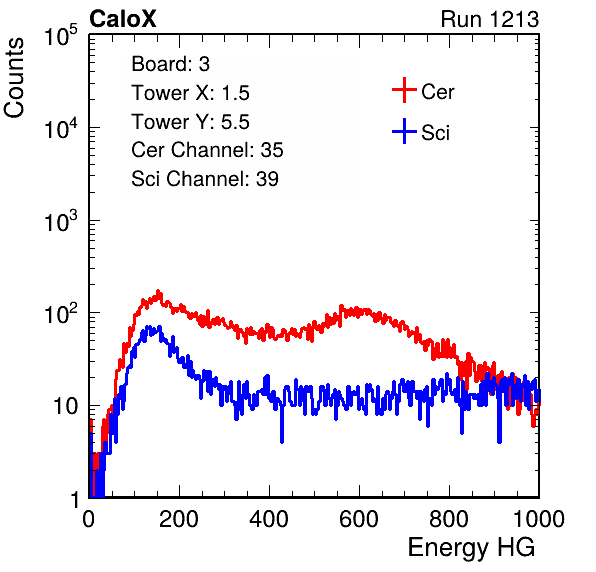 CaloX Run 1213
Counts
10^5
10^4
10^3
10^2
10
1
Board: 3
Tower X: 1.5
Tower Y: 5.5
Cer Channel: 35
Sci Channel: 39
Cer
Sci
0 200 400 600 800 1000
Energy HG